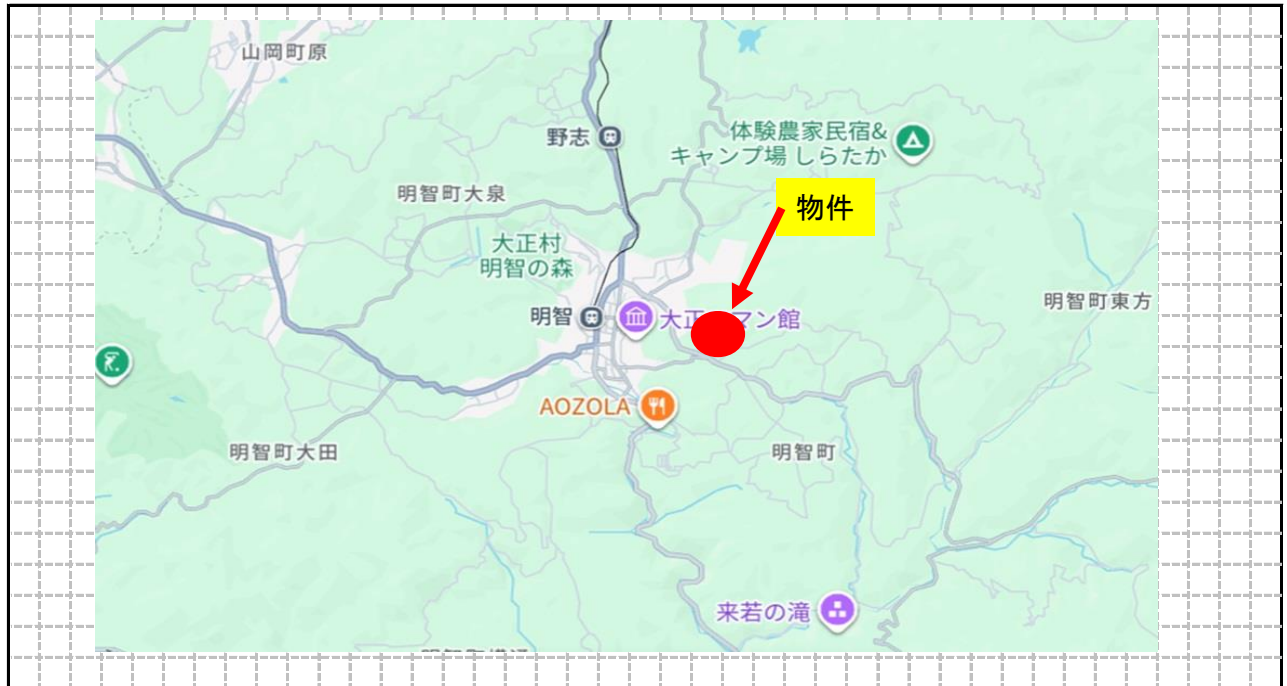 山岡町原
野志
体験農家民宿&
キャンプ場 しらたか
物件
明智町大泉
大正村
明智の森
明智町東方
明智
大正
マン館
AOZOLA
明智町大田
明智町
来若の滝